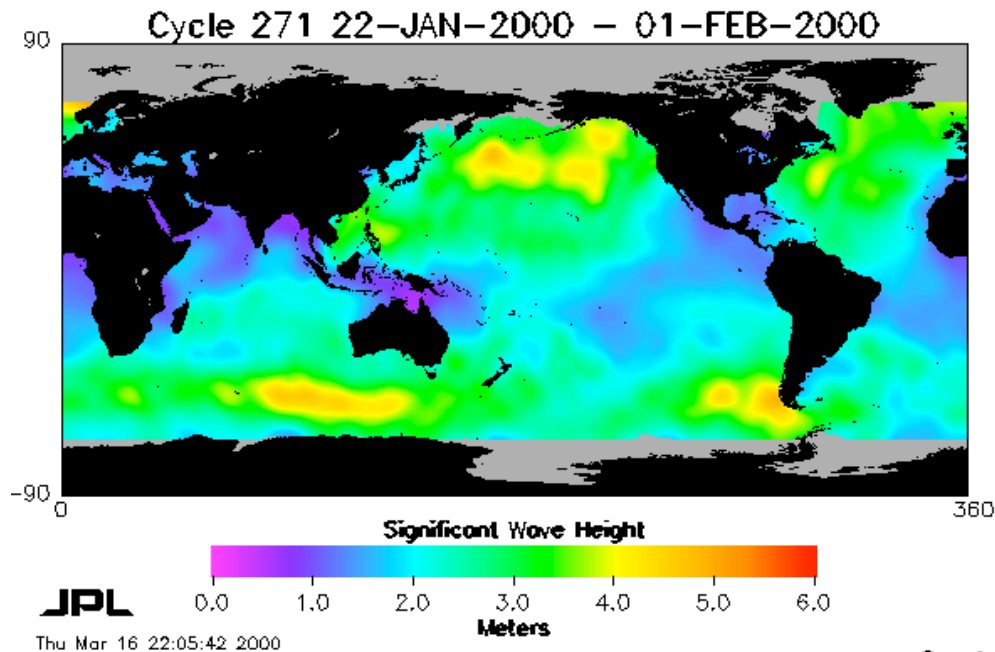 Cycle 271 22-JAN-2000 - 01-FEB-2000
90
-90
0 360
Significant Wave Height
0.0 1.0 2.0 3.0 4.0 5.0 6.0
Meters
JPL
Thu Mar 16 22:05:42 2000